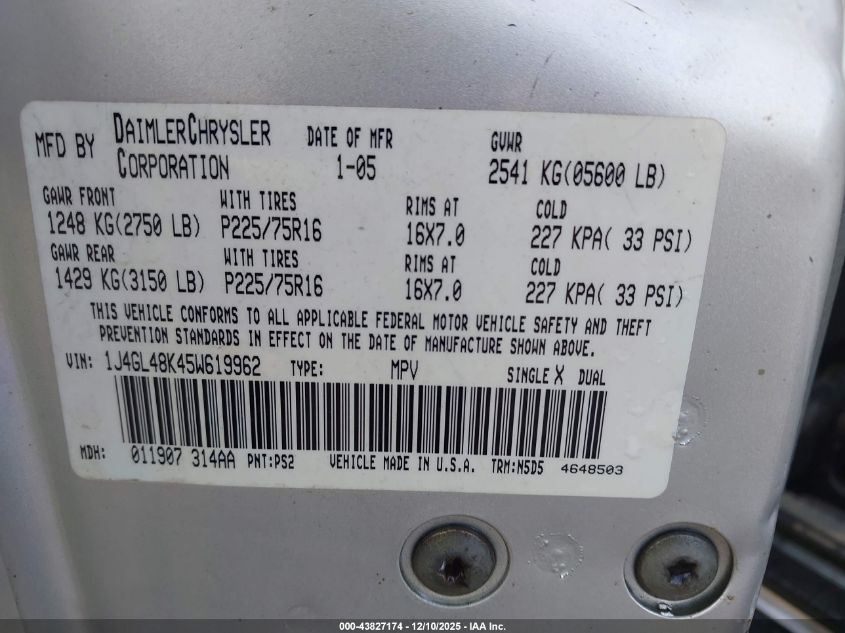 MFD BY DAIMLERCHRYSLER CORPORATION
DATE OF MFR 1-05
GVWR 2541 KG(05600 LB)
GAWR FRONT WITH TIRES RIMS AT COLD
1248 KG(2750 LB) P225/75R16 16X7.0 227 KPA( 33 PSI)
GAWR REAR WITH TIRES RIMS AT COLD
1429 KG(3150 LB) P225/75R16 16X7.0 227 KPA( 33 PSI)
THIS VEHICLE CONFORMS TO ALL APPLICABLE FEDERAL MOTOR VEHICLE SAFETY AND THEFT
PREVENTION STANDARDS IN EFFECT ON THE DATE OF MANUFACTURE SHOWN ABOVE.
VIN: 1J4GL48K45W619962 TYPE: MPV SINGLE X DUAL
MDH: 011907 314AA PNT:PS2 VEHICLE MADE IN U.S.A. TRM:N5D5 4648503
000-43827174 - 12/10/2025 - IAA Inc.